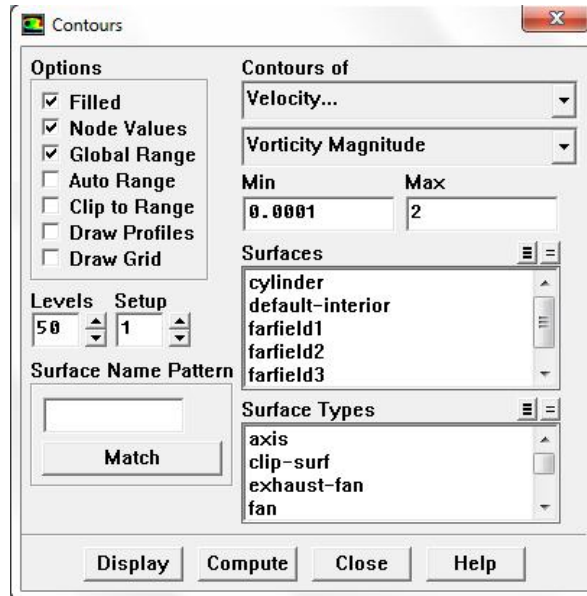 Contours
Options
Filled
Node Values
Global Range
Auto Range
Clip to Range
Draw Profiles
Draw Grid
Levels Setup
50 1
Surface Name Pattern
Match
Contours of
Velocity...
Vorticity Magnitude
Min Max
0.0001 2
Surfaces
cylinder
default-interior
farfield1
farfield2
farfield3
Surface Types
axis
clip-surf
exhaust-fan
fan
Display Compute Close Help